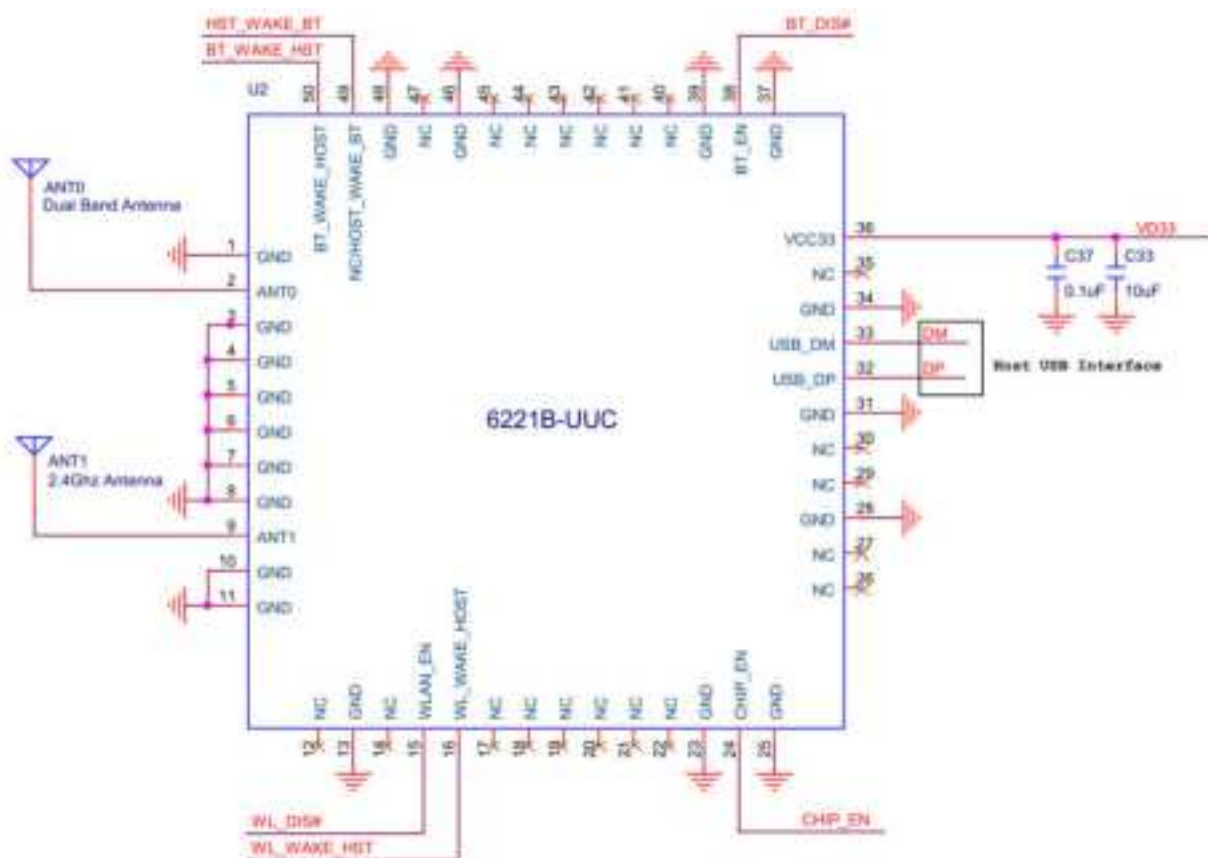 HST_WAKE_BT
BT_WAKE_HST
BT_DIS#
U2
50
49
48
47
46
45
44
43
42
41
40
39
38
37
BT_WAKE_HOST
NC/HOST_WAKE_BT
GND
NC
GND
NC
NC
NC
NC
NC
NC
GND
BT_EN
GND
ANT0
Dual Band Antenna
1 GND
2 ANT0
3 GND
4 GND
5 GND
6 GND
7 GND
8 GND
9 ANT1
10 GND
11 GND
ANT1
2.4Ghz Antenna
6221B-UUC
VCC33 36
NC 35
GND 34
USB_DM 33
USB_DP 32
GND 31
NC 30
NC 29
GND 28
NC 27
NC 26
VD33
C37
0.1uF
C33
10uF
DM
DP
Host USB Interface
NC
GND
NC
WLAN_EN
WL_WAKE_HOST
NC
NC
NC
NC
NC
NC
GND
CHIP_EN
GND
12
13
14
15
16
17
18
19
20
21
22
23
24
25
WL_DIS#
WL_WAKE_HST
CHIP_EN